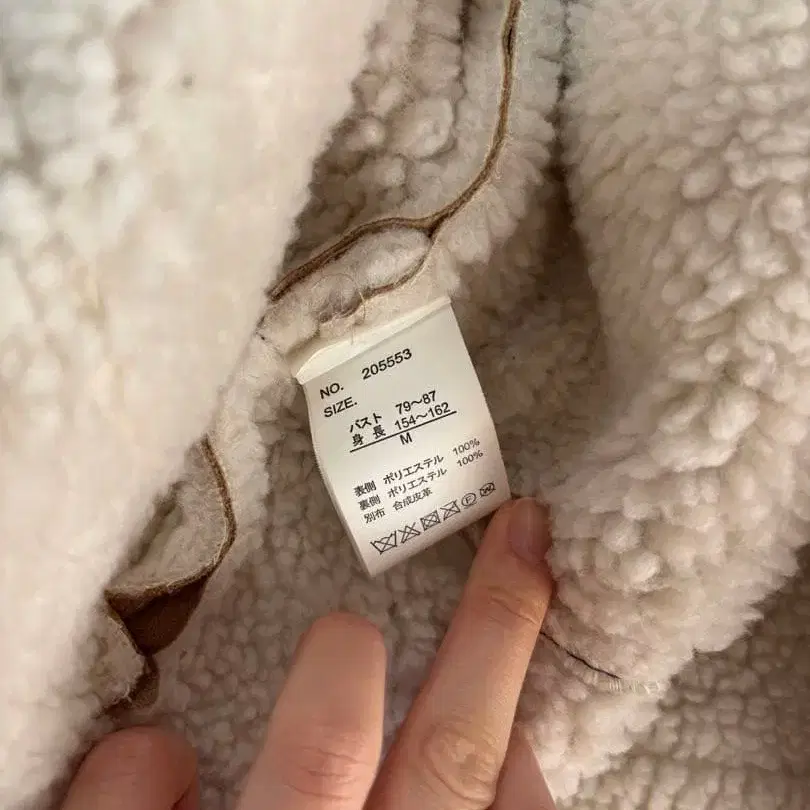 NO. 205553
SIZE.
バスト 79〜87
身長 154〜162
M
表側 ポリエステル 100%
裏側 ポリエステル 100%
別布 合成皮革
P